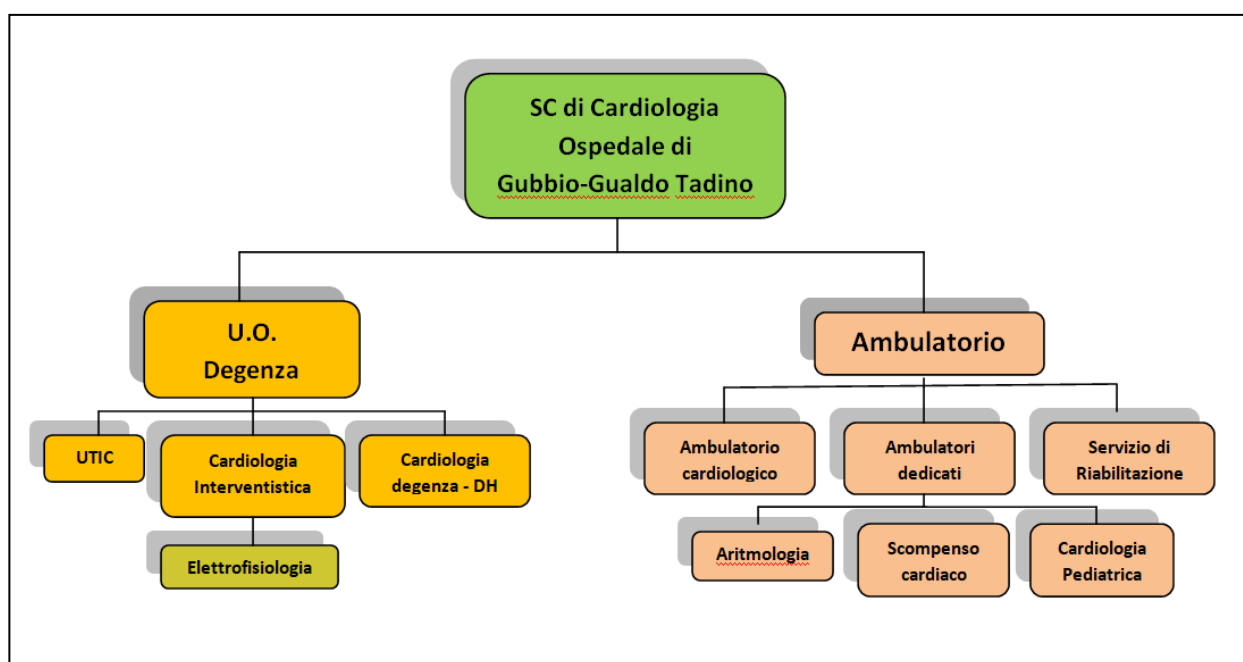 SC di Cardiologia
Ospedale di
Gubbio-Gualdo Tadino
U.O.
Degenza
Ambulatorio
UTIC
Cardiologia
Interventistica
Cardiologia
degenza - DH
Ambulatorio
cardiologico
Ambulatori
dedicati
Servizio di
Riabilitazione
Elettrofisiologia
Aritmologia
Scompenso
cardiaco
Cardiologia
Pediatrica